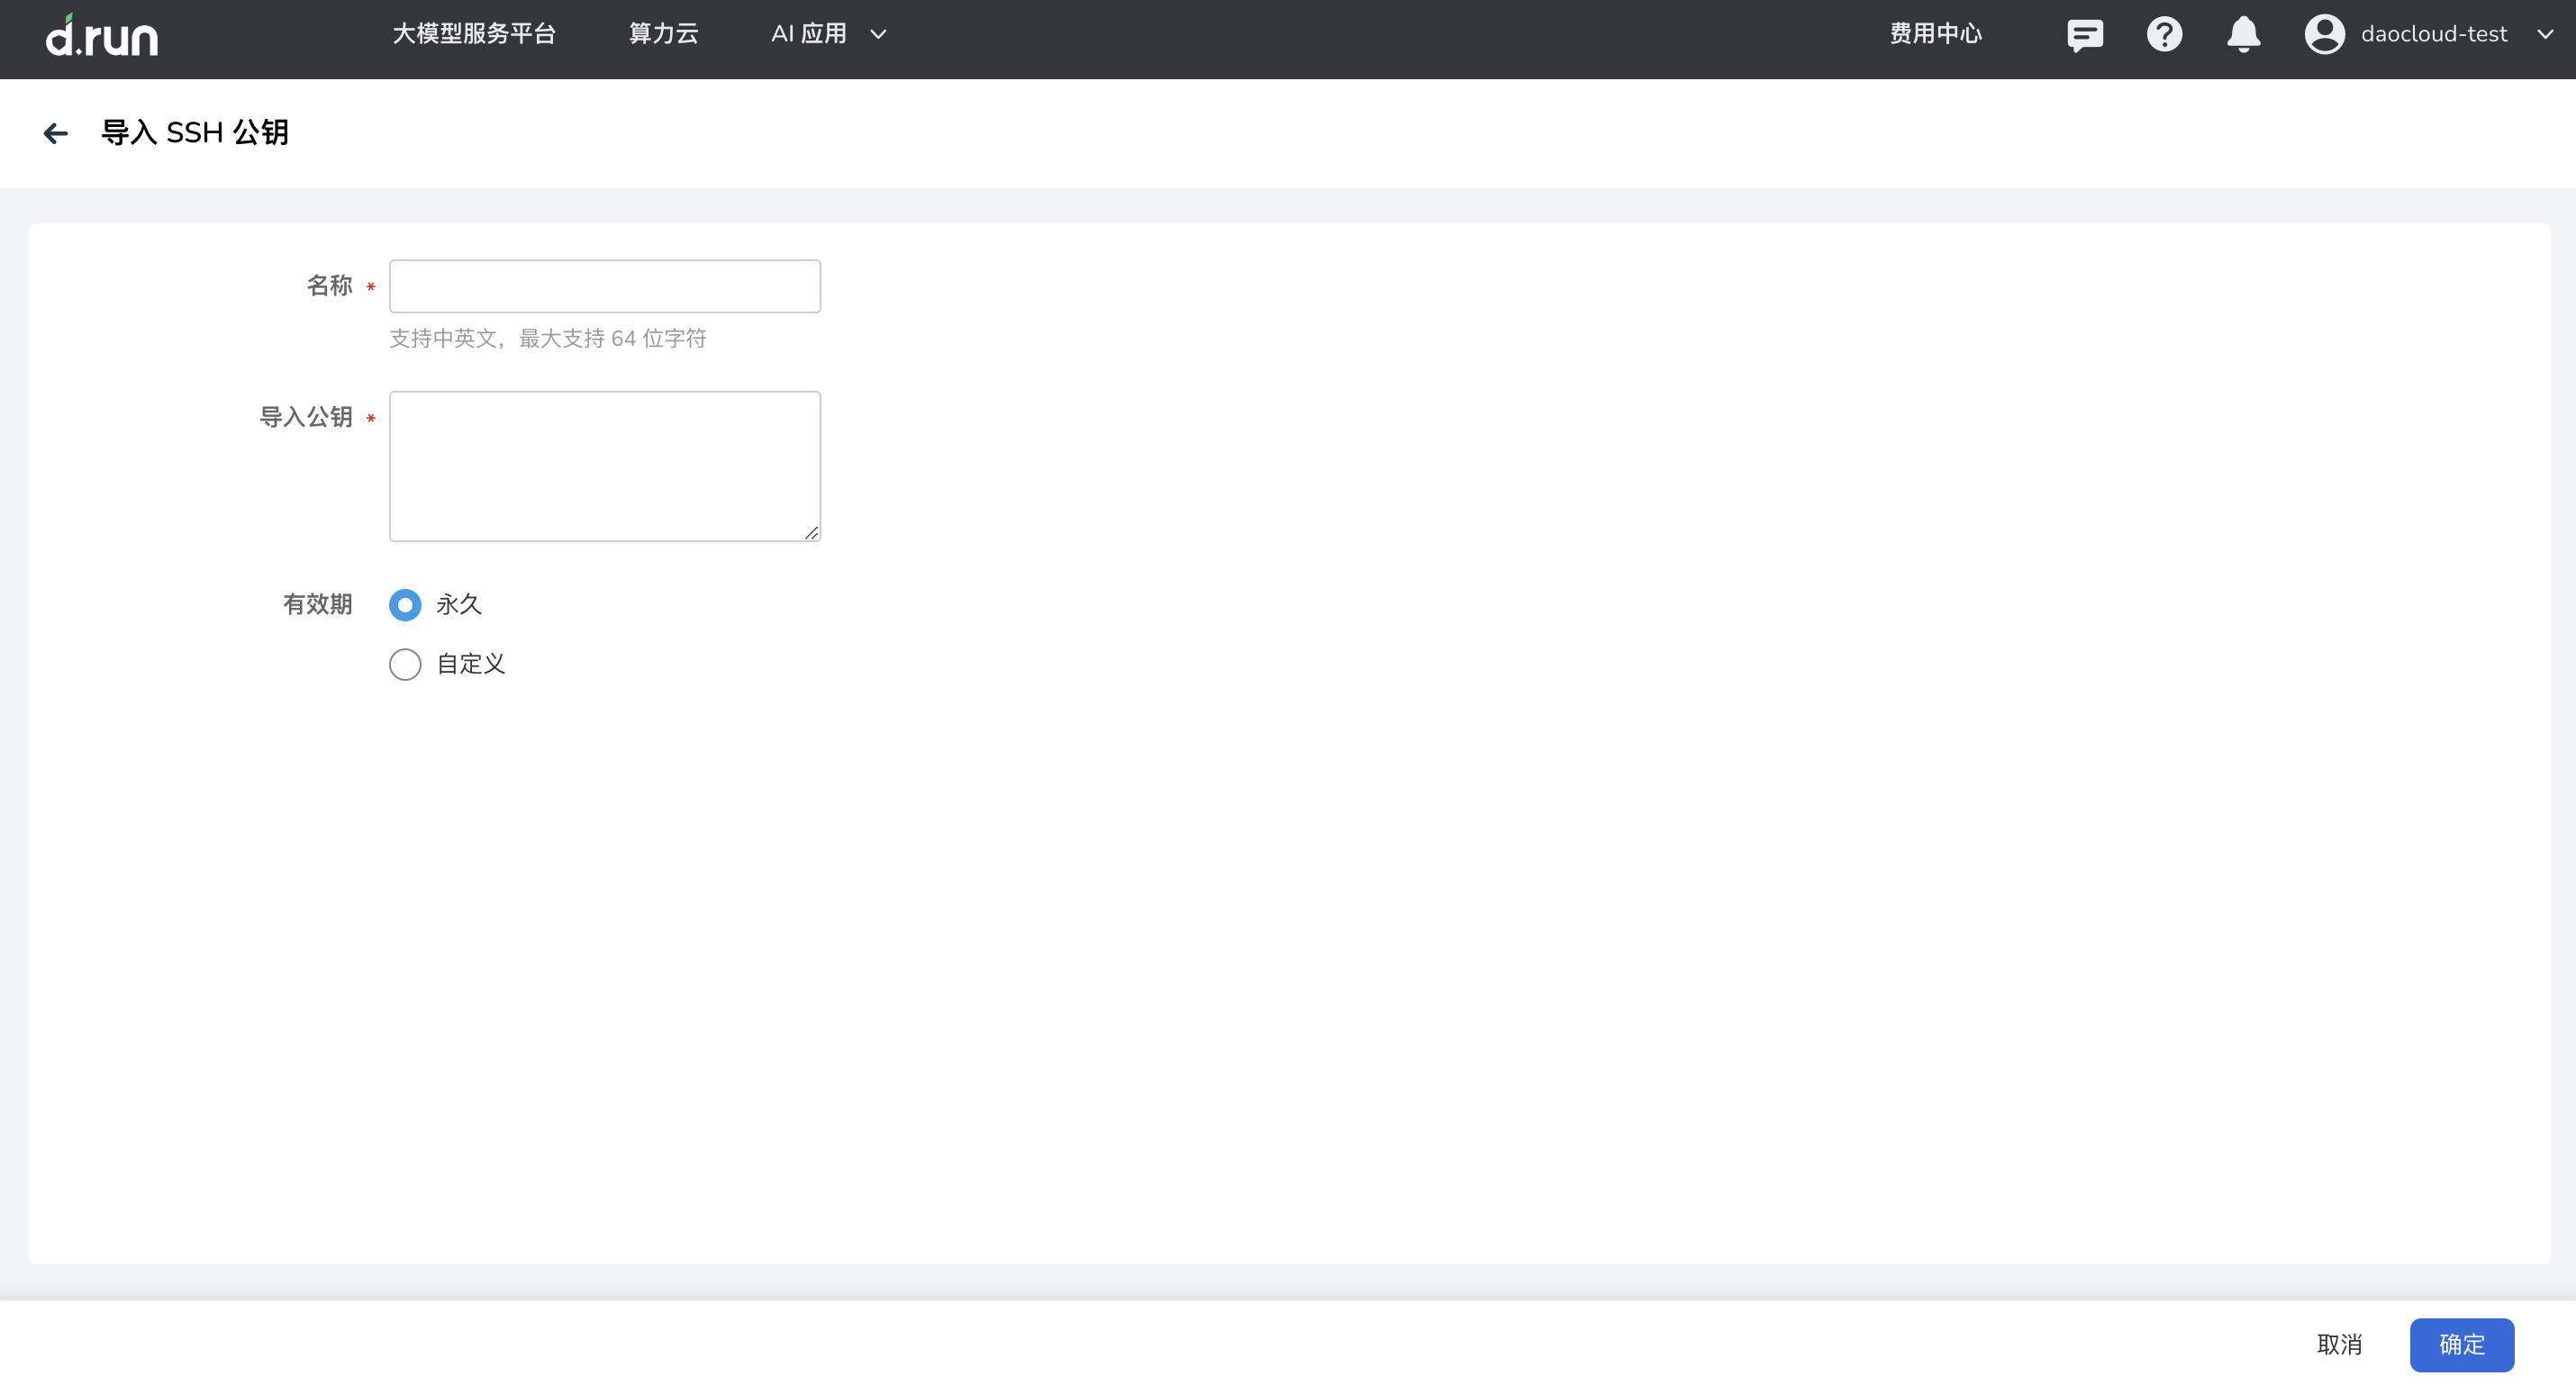 d.run 大模型服务平台 算力云 AI 应用 费用中心 daocloud-test
导入 SSH 公钥
名称 *
支持中英文，最大支持 64 位字符
导入公钥 *
有效期 永久
自定义
取消 确定